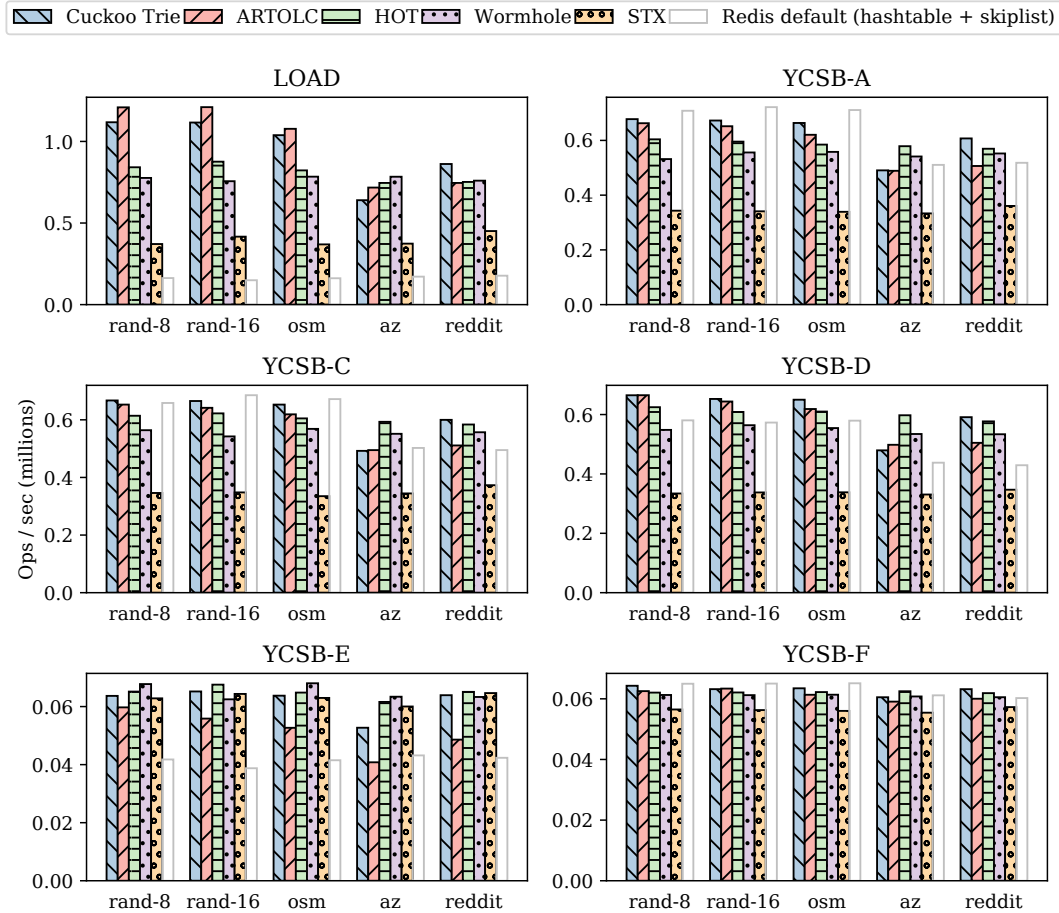 Cuckoo Trie ARTOLC HOT Wormhole STX Redis default (hashtable + skiplist)
LOAD
1.0
0.5
0.0
rand-8 rand-16 osm az reddit
YCSB-A
0.6
0.4
0.2
0.0
rand-8 rand-16 osm az reddit
Ops / sec (millions)
YCSB-C
0.6
0.4
0.2
0.0
rand-8 rand-16 osm az reddit
YCSB-D
0.6
0.4
0.2
0.0
rand-8 rand-16 osm az reddit
YCSB-E
0.06
0.04
0.02
0.00
rand-8 rand-16 osm az reddit
YCSB-F
0.06
0.04
0.02
0.00
rand-8 rand-16 osm az reddit